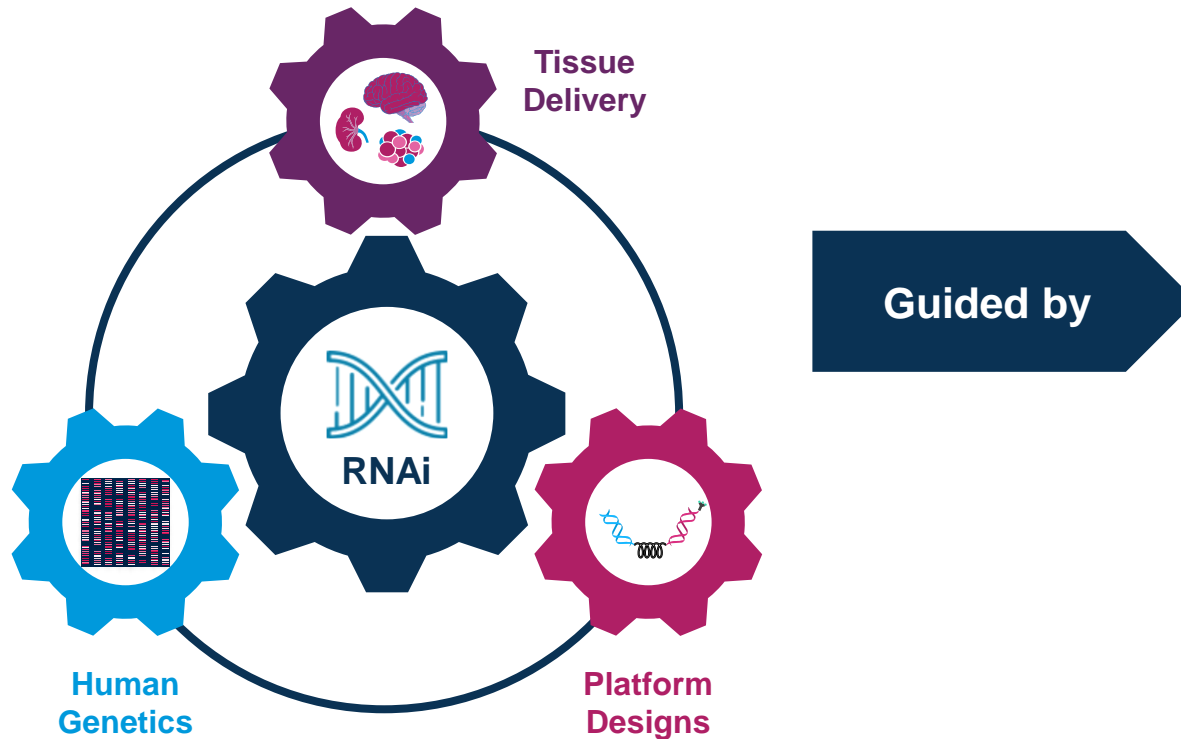 Tissue
Delivery
Guided by
RNAi
Human
Genetics
Platform
Designs